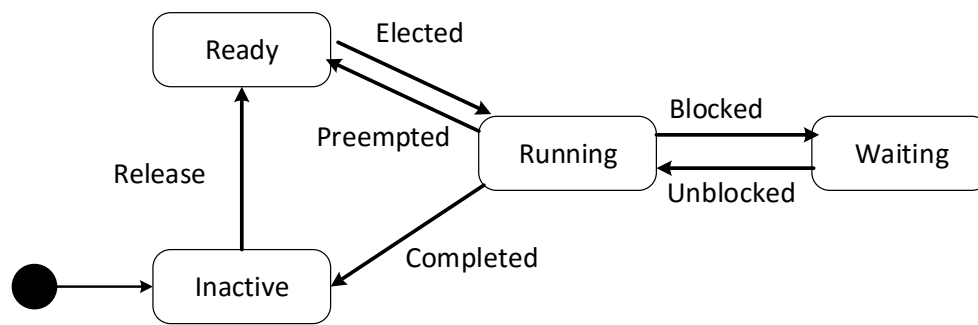 Elected
Ready
Blocked
Preempted
Running
Waiting
Release
Unblocked
Completed
Inactive